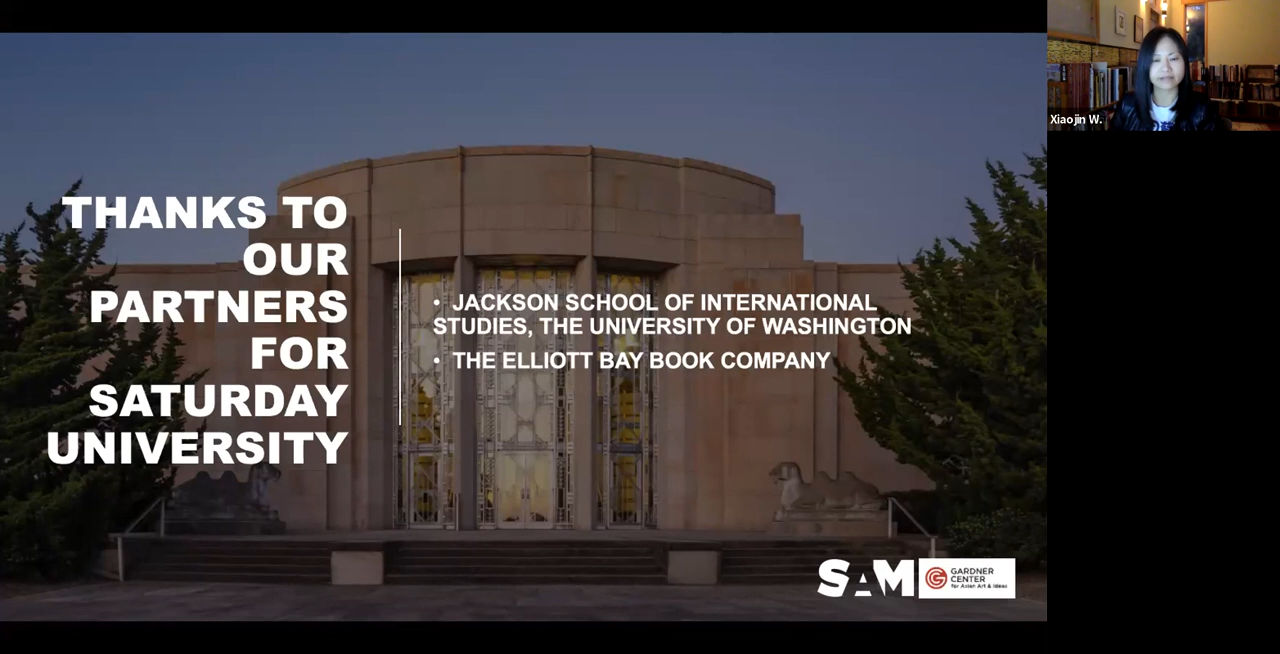 THANKS TO
OUR
PARTNERS
FOR
SATURDAY
UNIVERSITY
• JACKSON SCHOOL OF INTERNATIONAL
STUDIES, THE UNIVERSITY OF WASHINGTON
• THE ELLIOTT BAY BOOK COMPANY
SAM
GARDNER
CENTER
for Asian Art & Ideas
Xiaojin W.